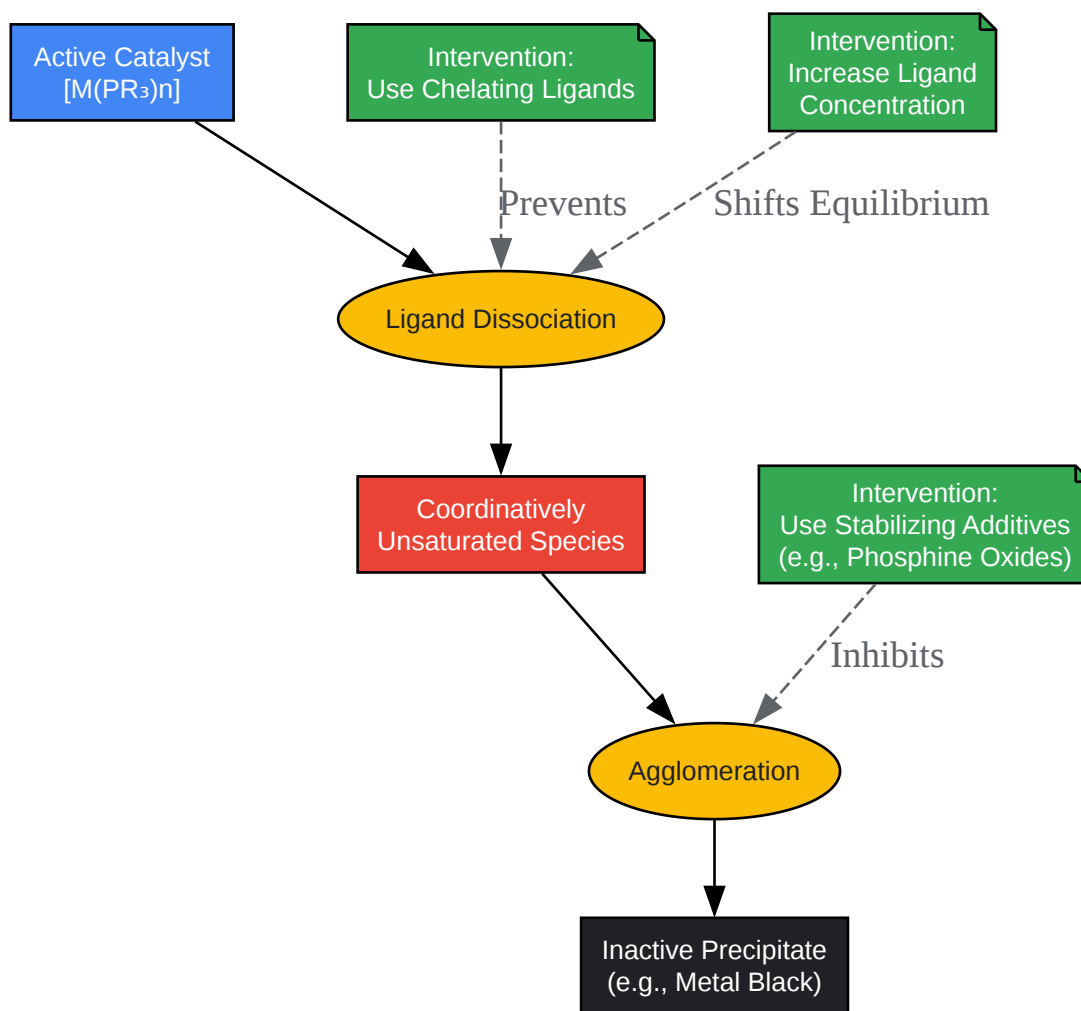 Active Catalyst
[M(PR₃)n]
Intervention:
Use Chelating Ligands
Intervention:
Increase Ligand
Concentration
Prevents
Shifts Equilibrium
Ligand Dissociation
Coordinatively
Unsaturated Species
Intervention:
Use Stabilizing Additives
(e.g., Phosphine Oxides)
Inhibits
Agglomeration
Inactive Precipitate
(e.g., Metal Black)